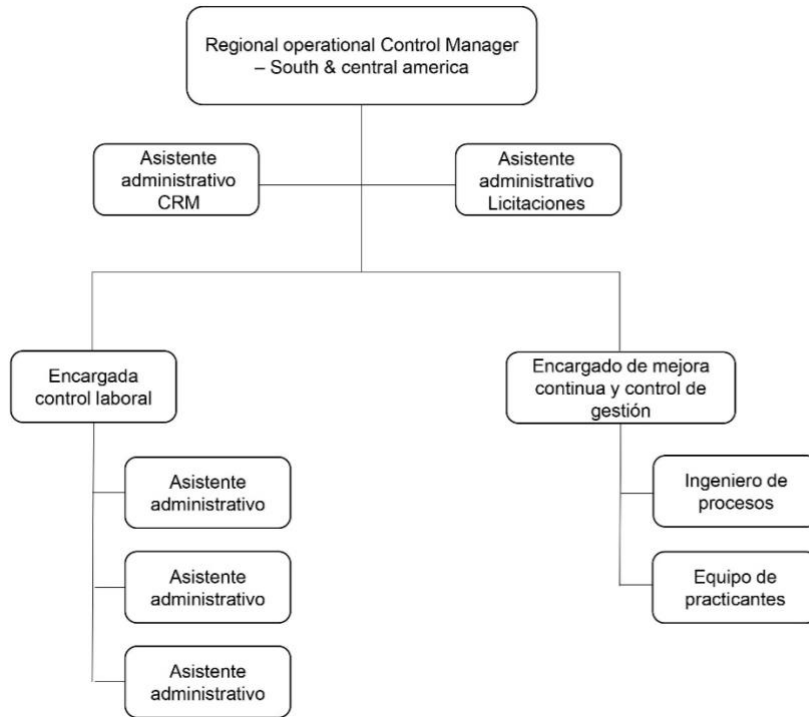 Regional operational Control Manager
– South & central america
Asistente
administrativo
CRM
Asistente
administrativo
Licitaciones
Encargada
control laboral
Encargado de mejora
continua y control de
gestión
Asistente
administrativo
Asistente
administrativo
Asistente
administrativo
Ingeniero de
procesos
Equipo de
practicantes